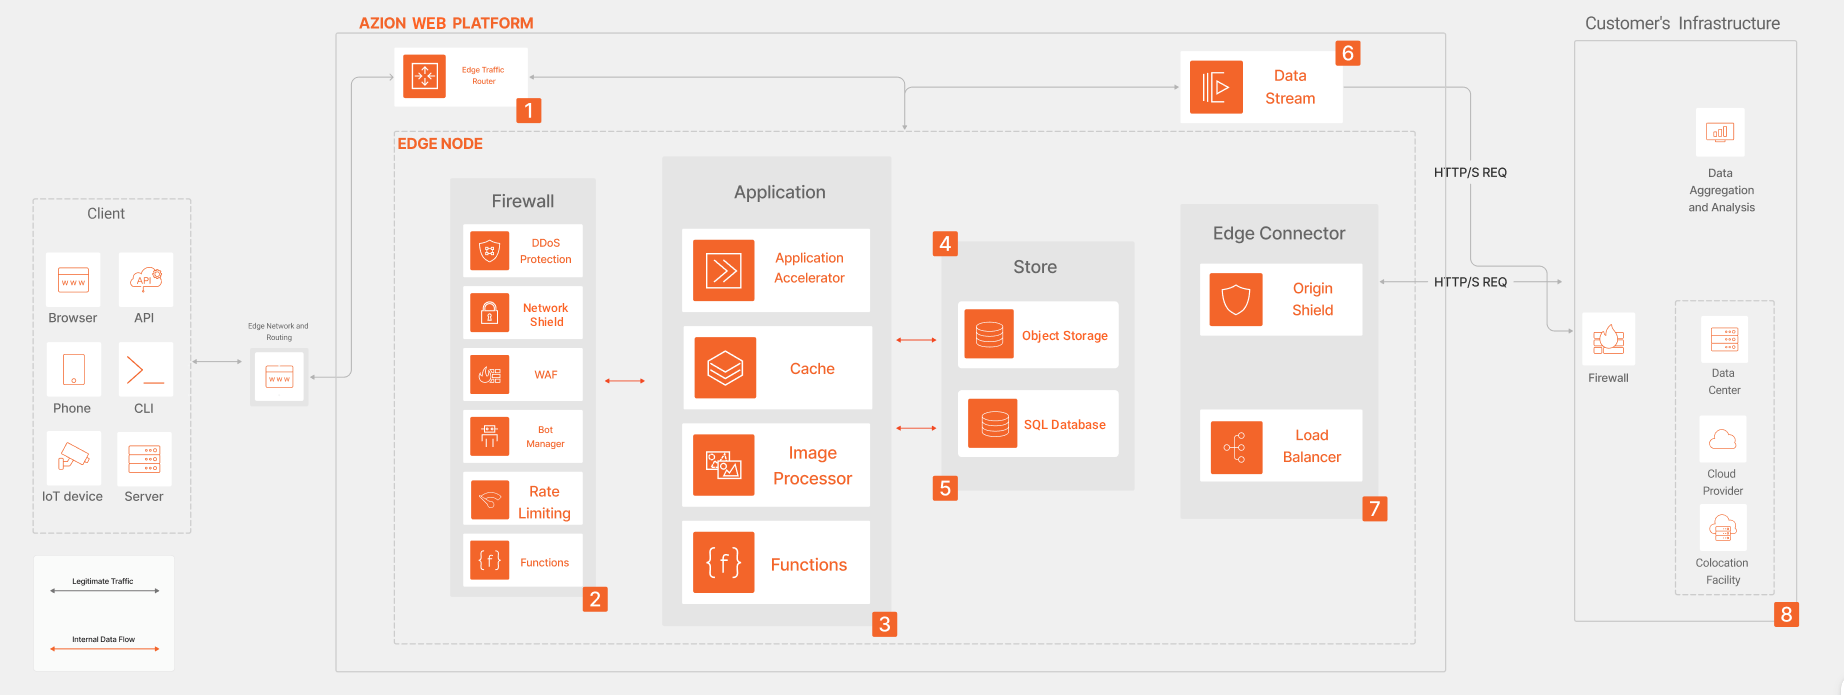 AZION WEB PLATFORM
Customer's Infrastructure
Edge Traffic
Router
1
Data
Stream
6
EDGE NODE
Client
Browser
API
API
WWW
Phone
CLI
IoT device
Server
Edge Network and
Routing
WWW
Legitimate Traffic
Internal Data Flow
Firewall
DDoS
Protection
Network
Shield
WAF
Bot
Manager
Rate
Limiting
{f}
Functions
2
Application
Application
Accelerator
Cache
Image
Processor
{f}
Functions
3
4
Store
Object Storage
SQL Database
5
Edge Connector
Origin
Shield
Load
Balancer
7
HTTP/S REQ
HTTP/S REQ
Data
Aggregation
and Analysis
Firewall
Data
Center
Cloud
Provider
Colocation
Facility
8